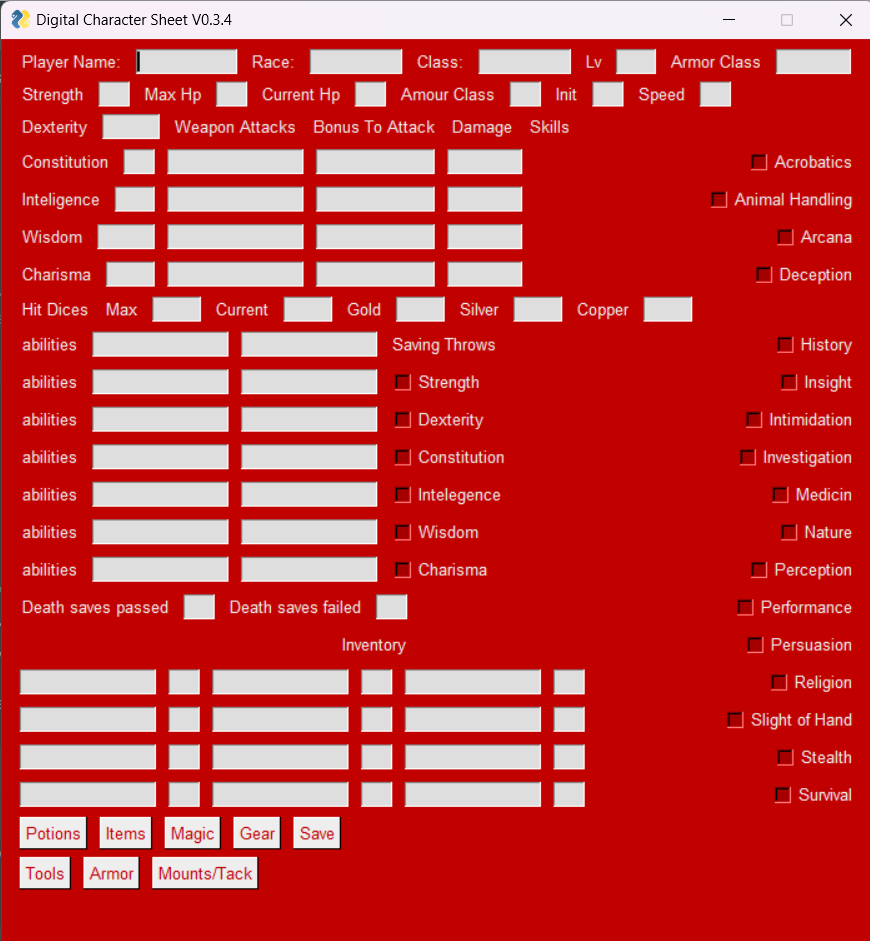 Digital Character Sheet V0.3.4
Player Name: Race: Class: Lv Armor Class
Strength Max Hp Current Hp Amour Class Init Speed
Dexterity Weapon Attacks Bonus To Attack Damage Skills
Constitution Acrobatics
Inteligence Animal Handling
Wisdom Arcana
Charisma Deception
Hit Dices Max Current Gold Silver Copper
abilities Saving Throws History
abilities Strength Insight
abilities Dexterity Intimidation
abilities Constitution Investigation
abilities Intelegence Medicin
abilities Wisdom Nature
abilities Charisma Perception
Death saves passed Death saves failed Performance
Inventory Persuasion
Religion
Slight of Hand
Stealth
Survival
Potions Items Magic Gear Save
Tools Armor Mounts/Tack